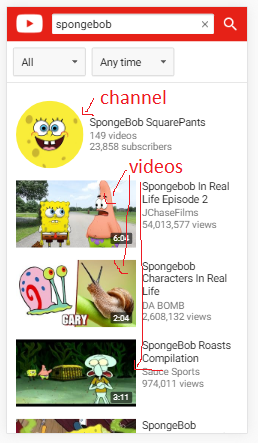 spongebob ×
All Any time
channel
SpongeBob SquarePants
149 videos
23,858 subscribers
videos
Spongebob In Real
Life Episode 2
JChaseFilms
54,013,577 views
6:04
Spongebob
Characters In Real
Life
DA BOMB
2,608,132 views
GARY
2:04
SpongeBob Roasts
Compilation
Sauce Sports
974,011 views
3:11
SpongeBob